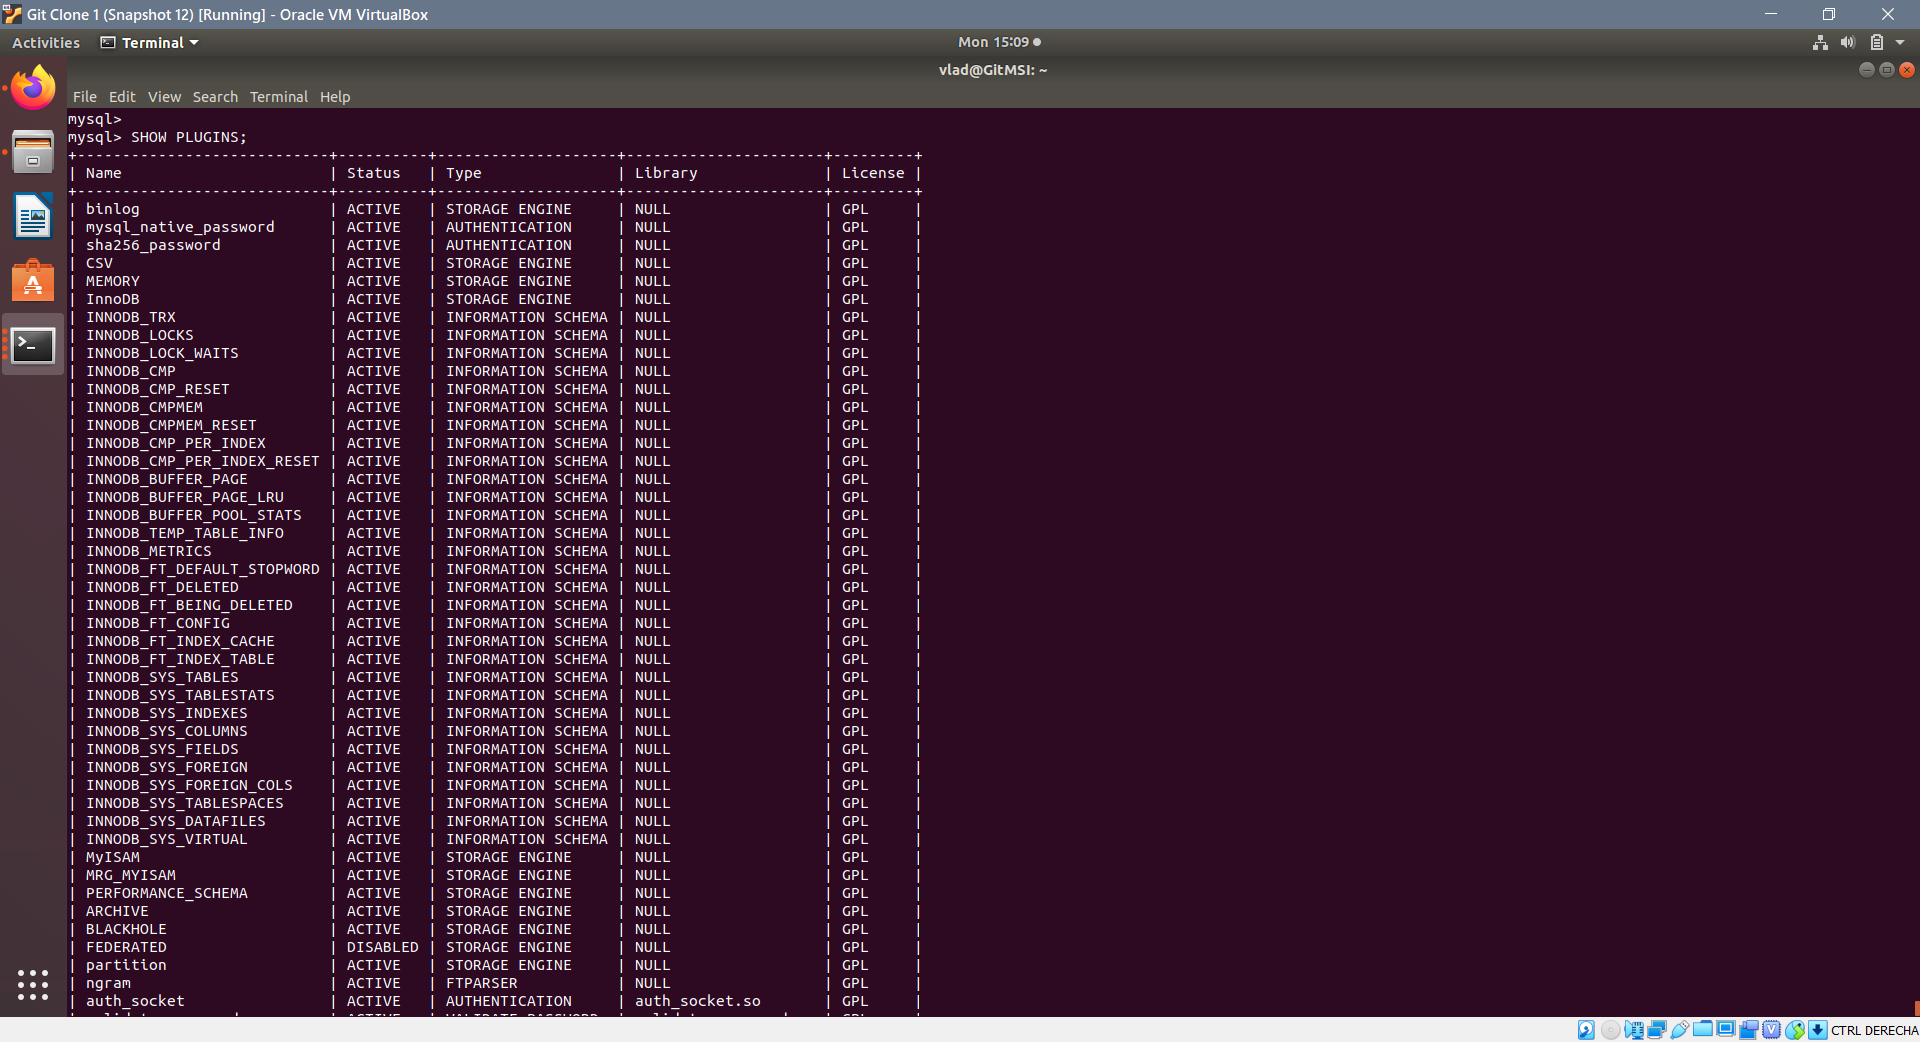 Git Clone 1 (Snapshot 12) [Running] - Oracle VM VirtualBox
Activities Terminal Mon 15:09
vlad@GitMSI: ~
File Edit View Search Terminal Help
mysql>
mysql> SHOW PLUGINS;
+----------------------------+----------+--------------------+----------------------+---------+
| Name | Status | Type | Library | License |
+----------------------------+----------+--------------------+----------------------+---------+
| binlog | ACTIVE | STORAGE ENGINE | NULL | GPL |
| mysql_native_password | ACTIVE | AUTHENTICATION | NULL | GPL |
| sha256_password | ACTIVE | AUTHENTICATION | NULL | GPL |
| CSV | ACTIVE | STORAGE ENGINE | NULL | GPL |
| MEMORY | ACTIVE | STORAGE ENGINE | NULL | GPL |
| InnoDB | ACTIVE | STORAGE ENGINE | NULL | GPL |
| INNODB_TRX | ACTIVE | INFORMATION SCHEMA | NULL | GPL |
| INNODB_LOCKS | ACTIVE | INFORMATION SCHEMA | NULL | GPL |
| INNODB_LOCK_WAITS | ACTIVE | INFORMATION SCHEMA | NULL | GPL |
| INNODB_CMP | ACTIVE | INFORMATION SCHEMA | NULL | GPL |
| INNODB_CMP_RESET | ACTIVE | INFORMATION SCHEMA | NULL | GPL |
| INNODB_CMPMEM | ACTIVE | INFORMATION SCHEMA | NULL | GPL |
| INNODB_CMPMEM_RESET | ACTIVE | INFORMATION SCHEMA | NULL | GPL |
| INNODB_CMP_PER_INDEX | ACTIVE | INFORMATION SCHEMA | NULL | GPL |
| INNODB_CMP_PER_INDEX_RESET | ACTIVE | INFORMATION SCHEMA | NULL | GPL |
| INNODB_BUFFER_PAGE | ACTIVE | INFORMATION SCHEMA | NULL | GPL |
| INNODB_BUFFER_PAGE_LRU | ACTIVE | INFORMATION SCHEMA | NULL | GPL |
| INNODB_BUFFER_POOL_STATS | ACTIVE | INFORMATION SCHEMA | NULL | GPL |
| INNODB_TEMP_TABLE_INFO | ACTIVE | INFORMATION SCHEMA | NULL | GPL |
| INNODB_METRICS | ACTIVE | INFORMATION SCHEMA | NULL | GPL |
| INNODB_FT_DEFAULT_STOPWORD | ACTIVE | INFORMATION SCHEMA | NULL | GPL |
| INNODB_FT_DELETED | ACTIVE | INFORMATION SCHEMA | NULL | GPL |
| INNODB_FT_BEING_DELETED | ACTIVE | INFORMATION SCHEMA | NULL | GPL |
| INNODB_FT_CONFIG | ACTIVE | INFORMATION SCHEMA | NULL | GPL |
| INNODB_FT_INDEX_CACHE | ACTIVE | INFORMATION SCHEMA | NULL | GPL |
| INNODB_FT_INDEX_TABLE | ACTIVE | INFORMATION SCHEMA | NULL | GPL |
| INNODB_SYS_TABLES | ACTIVE | INFORMATION SCHEMA | NULL | GPL |
| INNODB_SYS_TABLESTATS | ACTIVE | INFORMATION SCHEMA | NULL | GPL |
| INNODB_SYS_INDEXES | ACTIVE | INFORMATION SCHEMA | NULL | GPL |
| INNODB_SYS_COLUMNS | ACTIVE | INFORMATION SCHEMA | NULL | GPL |
| INNODB_SYS_FIELDS | ACTIVE | INFORMATION SCHEMA | NULL | GPL |
| INNODB_SYS_FOREIGN | ACTIVE | INFORMATION SCHEMA | NULL | GPL |
| INNODB_SYS_FOREIGN_COLS | ACTIVE | INFORMATION SCHEMA | NULL | GPL |
| INNODB_SYS_TABLESPACES | ACTIVE | INFORMATION SCHEMA | NULL | GPL |
| INNODB_SYS_DATAFILES | ACTIVE | INFORMATION SCHEMA | NULL | GPL |
| INNODB_SYS_VIRTUAL | ACTIVE | INFORMATION SCHEMA | NULL | GPL |
| MyISAM | ACTIVE | STORAGE ENGINE | NULL | GPL |
| MRG_MYISAM | ACTIVE | STORAGE ENGINE | NULL | GPL |
| PERFORMANCE_SCHEMA | ACTIVE | STORAGE ENGINE | NULL | GPL |
| ARCHIVE | ACTIVE | STORAGE ENGINE | NULL | GPL |
| BLACKHOLE | ACTIVE | STORAGE ENGINE | NULL | GPL |
| FEDERATED | DISABLED | STORAGE ENGINE | NULL | GPL |
| partition | ACTIVE | STORAGE ENGINE | NULL | GPL |
| ngram | ACTIVE | FTPARSER | NULL | GPL |
| auth_socket | ACTIVE | AUTHENTICATION | auth_socket.so | GPL |
CTRL DERECHA